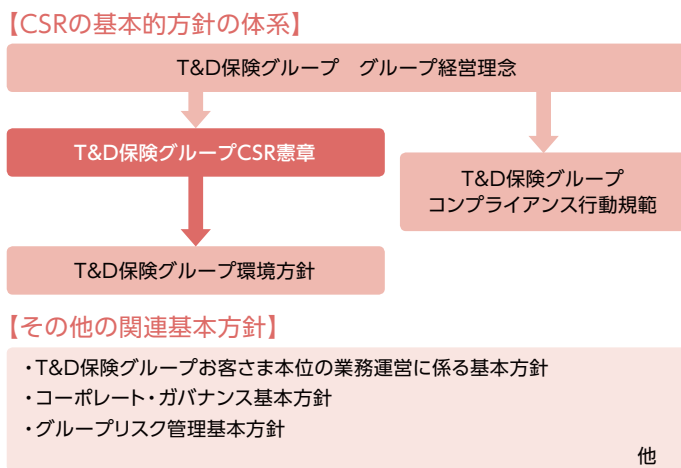 【CSRの基本的方針の体系】
T&D保険グループ　グループ経営理念
T&D保険グループCSR憲章
T&D保険グループ
コンプライアンス行動規範
T&D保険グループ環境方針
【その他の関連基本方針】
・T&D保険グループお客さま本位の業務運営に係る基本方針
・コーポレート・ガバナンス基本方針
・グループリスク管理基本方針
他